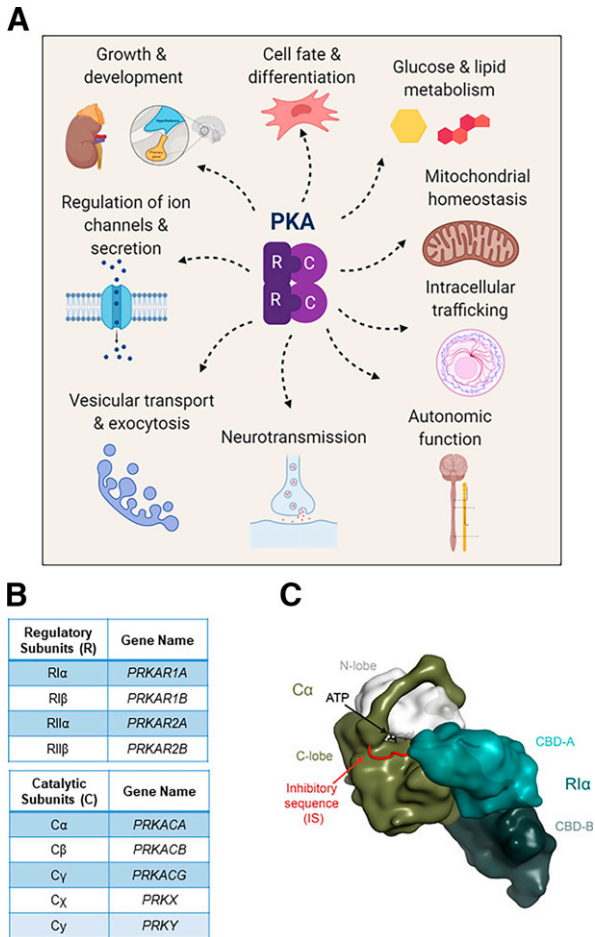 A
Growth &
development
Cell fate &
differentiation
Glucose & lipid
metabolism
Regulation of ion
channels &
secretion
PKA
R C
R C
Mitochondrial
homeostasis
Intracellular
trafficking
Vesicular transport
& exocytosis
Neurotransmission
Autonomic
function
B
Regulatory
Subunits (R)
Gene Name
RIα PRKAR1A
RIβ PRKAR1B
RIIα PRKAR2A
RIIβ PRKAR2B
Catalytic
Subunits (C)
Gene Name
Cα PRKACA
Cβ PRKACB
Cγ PRKACG
Cχ PRKX
Cy PRKY
C
N-lobe
Cα
ATP
C-lobe
CBD-A
Inhibitory
sequence
(IS)
RIα
CBD-B